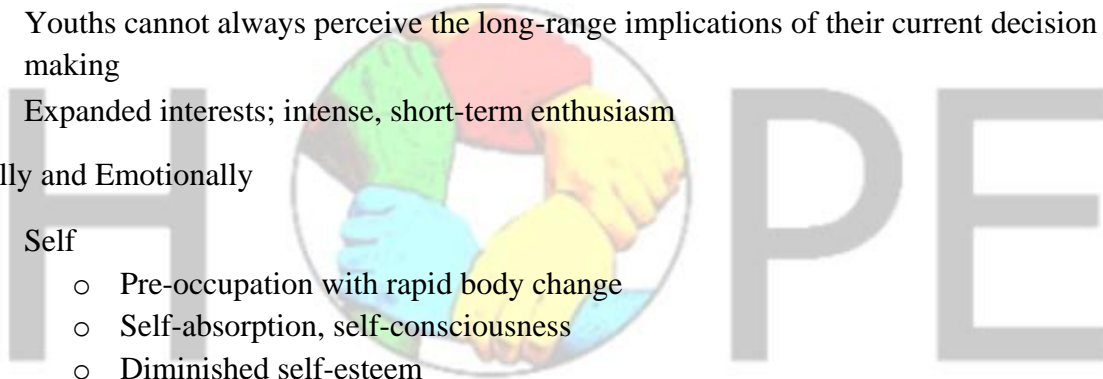 Youths cannot always perceive the long-range implications of their current decision
making
Expanded interests; intense, short-term enthusiasm
lly and Emotionally
Self
o Pre-occupation with rapid body change
o Self-absorption, self-consciousness
o Diminished self-esteem
H PE